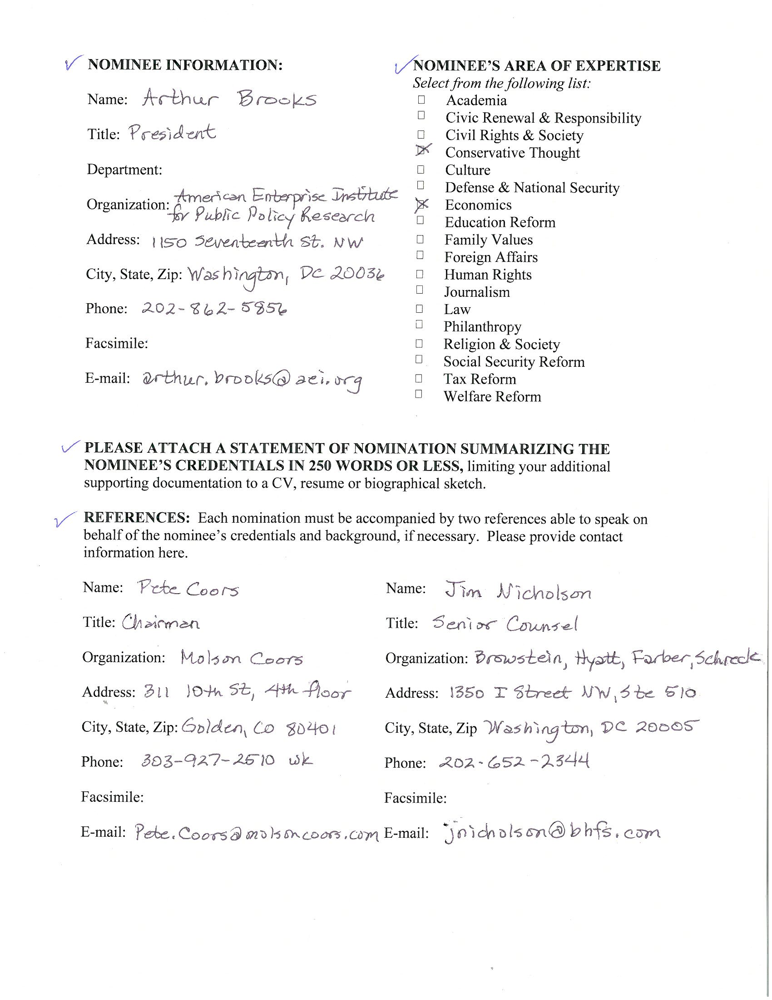 NOMINEE INFORMATION:
Name: Arthur Brooks
Title: President
Department:
Organization: American Enterprise Institute
for Public Policy Research
Address: 1150 Seventeenth St. NW
City, State, Zip: Washington, DC 20036
Phone: 202-862-5856
Facsimile:
E-mail: arthur.brooks@aei.org
NOMINEE'S AREA OF EXPERTISE
Select from the following list:
Academia
Civic Renewal & Responsibility
Civil Rights & Society
Conservative Thought
Culture
Defense & National Security
Economics
Education Reform
Family Values
Foreign Affairs
Human Rights
Journalism
Law
Philanthropy
Religion & Society
Social Security Reform
Tax Reform
Welfare Reform
PLEASE ATTACH A STATEMENT OF NOMINATION SUMMARIZING THE
NOMINEE'S CREDENTIALS IN 250 WORDS OR LESS, limiting your additional
supporting documentation to a CV, resume or biographical sketch.
REFERENCES: Each nomination must be accompanied by two references able to speak on
behalf of the nominee's credentials and background, if necessary. Please provide contact
information here.
Name: Pete Coors
Title: Chairman
Organization: Molson Coors
Address: 311 10th St, 4th floor
City, State, Zip: Golden, CO 80401
Phone: 303-927-2510 wk
Facsimile:
E-mail: Pete.Coors@molsoncoors.com
Name: Jim Nicholson
Title: Senior Counsel
Organization: Browstein, Hyatt, Farber, Schreck
Address: 1350 I Street NW, Ste 510
City, State, Zip Washington, DC 20005
Phone: 202-652-2344
Facsimile:
E-mail: jnicholson@bhfs.com